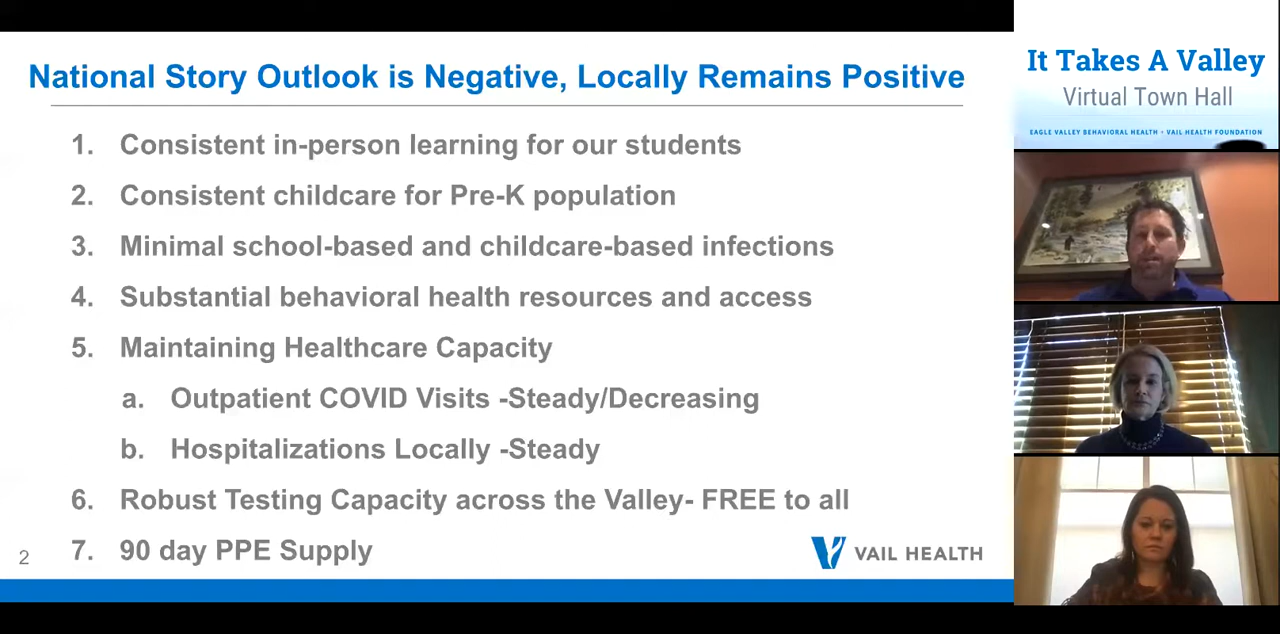 National Story Outlook is Negative, Locally Remains Positive
1. Consistent in-person learning for our students
2. Consistent childcare for Pre-K population
3. Minimal school-based and childcare-based infections
4. Substantial behavioral health resources and access
5. Maintaining Healthcare Capacity
a. Outpatient COVID Visits -Steady/Decreasing
b. Hospitalizations Locally -Steady
6. Robust Testing Capacity across the Valley- FREE to all
7. 90 day PPE Supply
2
VAIL HEALTH
It Takes A Valley
Virtual Town Hall
EAGLE VALLEY BEHAVIORAL HEALTH • VAIL HEALTH FOUNDATION